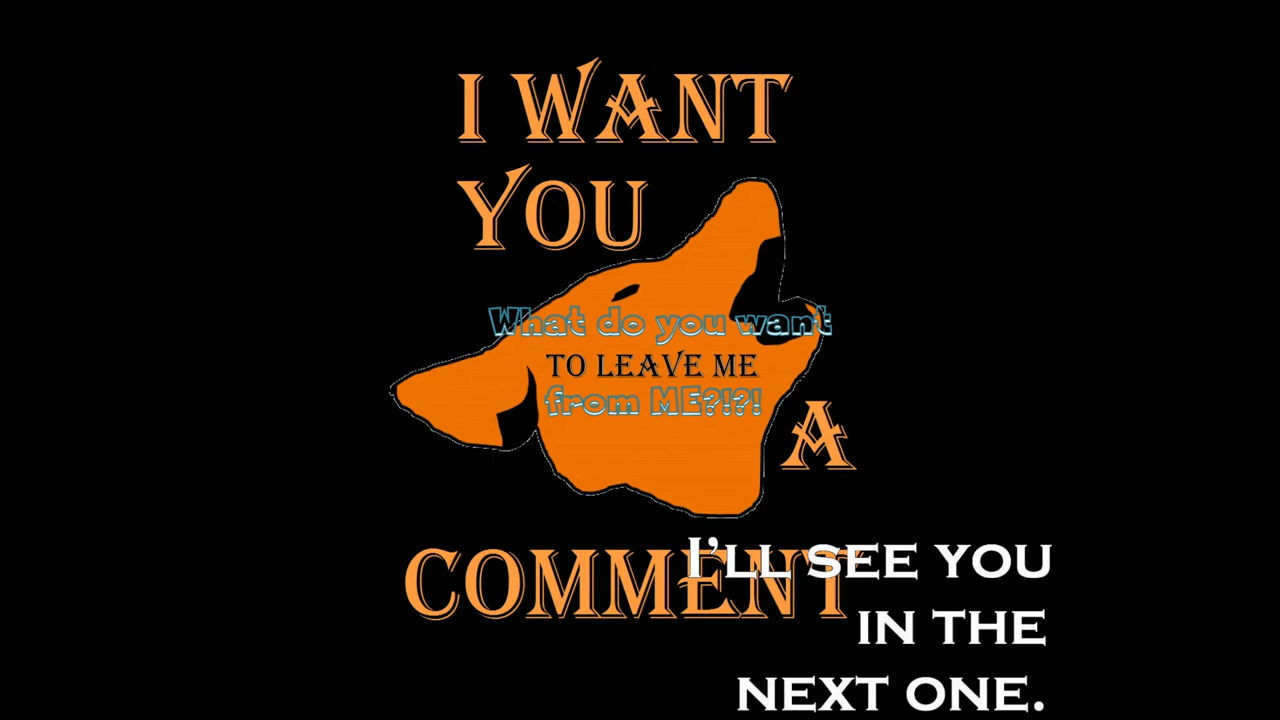 I WANT
YOU
What do you want
TO LEAVE ME
from ME?!?!
A
COMMENT
I'LL SEE YOU
IN THE
NEXT ONE.